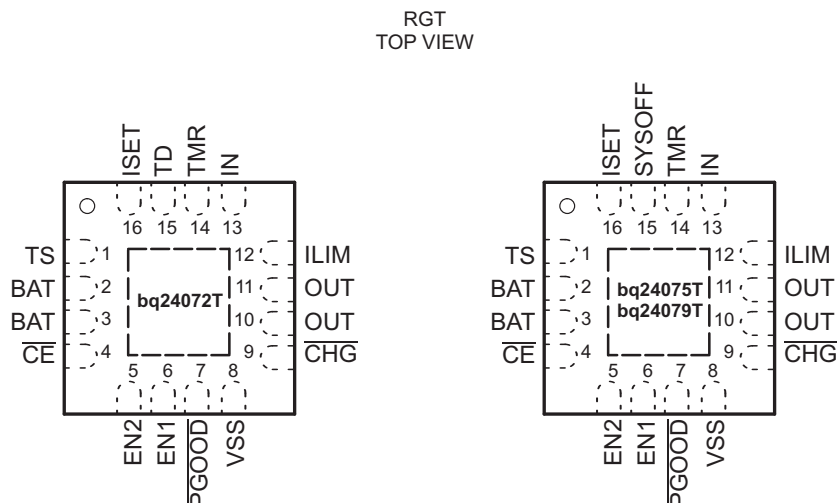 RGT
TOP VIEW
ISET
TD
TMR
IN
16 15 14 13
TS 1
BAT 2
BAT 3
CE 4
bq24072T
12 ILIM
11 OUT
10 OUT
9 CHG
5 6 7 8
EN2
EN1
PGOOD
VSS
ISET
SYSOFF
TMR
IN
16 15 14 13
TS 1
BAT 2
BAT 3
CE 4
bq24075T
bq24079T
12 ILIM
11 OUT
10 OUT
9 CHG
5 6 7 8
EN2
EN1
PGOOD
VSS